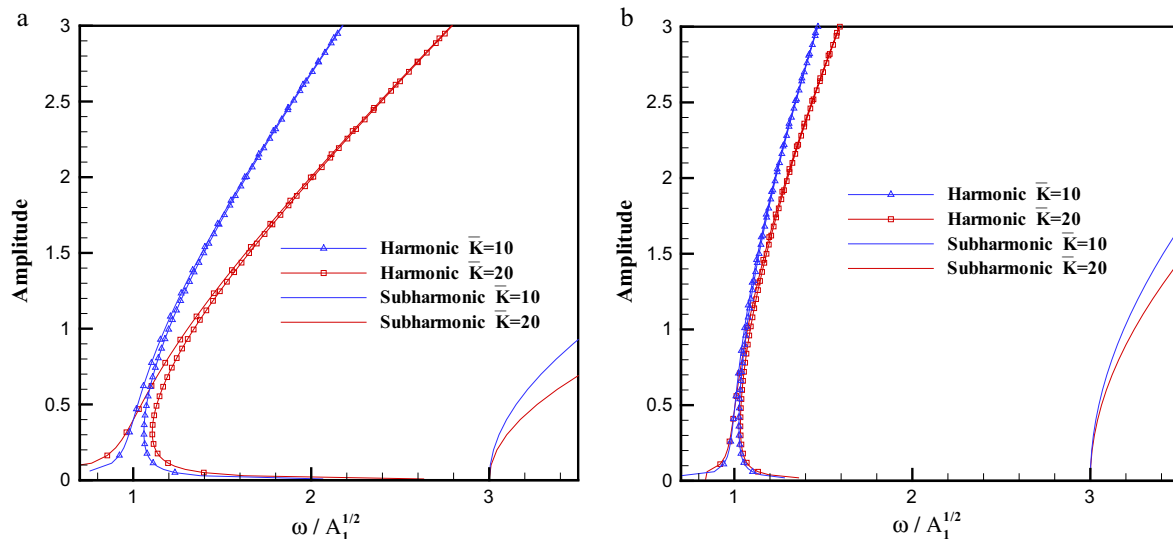 a
3
2.5
2
1.5
1
0.5
0
Amplitude
Harmonic K̅=10
Harmonic K̅=20
Subharmonic K̅=10
Subharmonic K̅=20
1
2
3
ω / A₁^1/2
b
3
2.5
2
1.5
1
0.5
0
Amplitude
Harmonic K̅=10
Harmonic K̅=20
Subharmonic K̅=10
Subharmonic K̅=20
1
2
3
ω / A₁^1/2